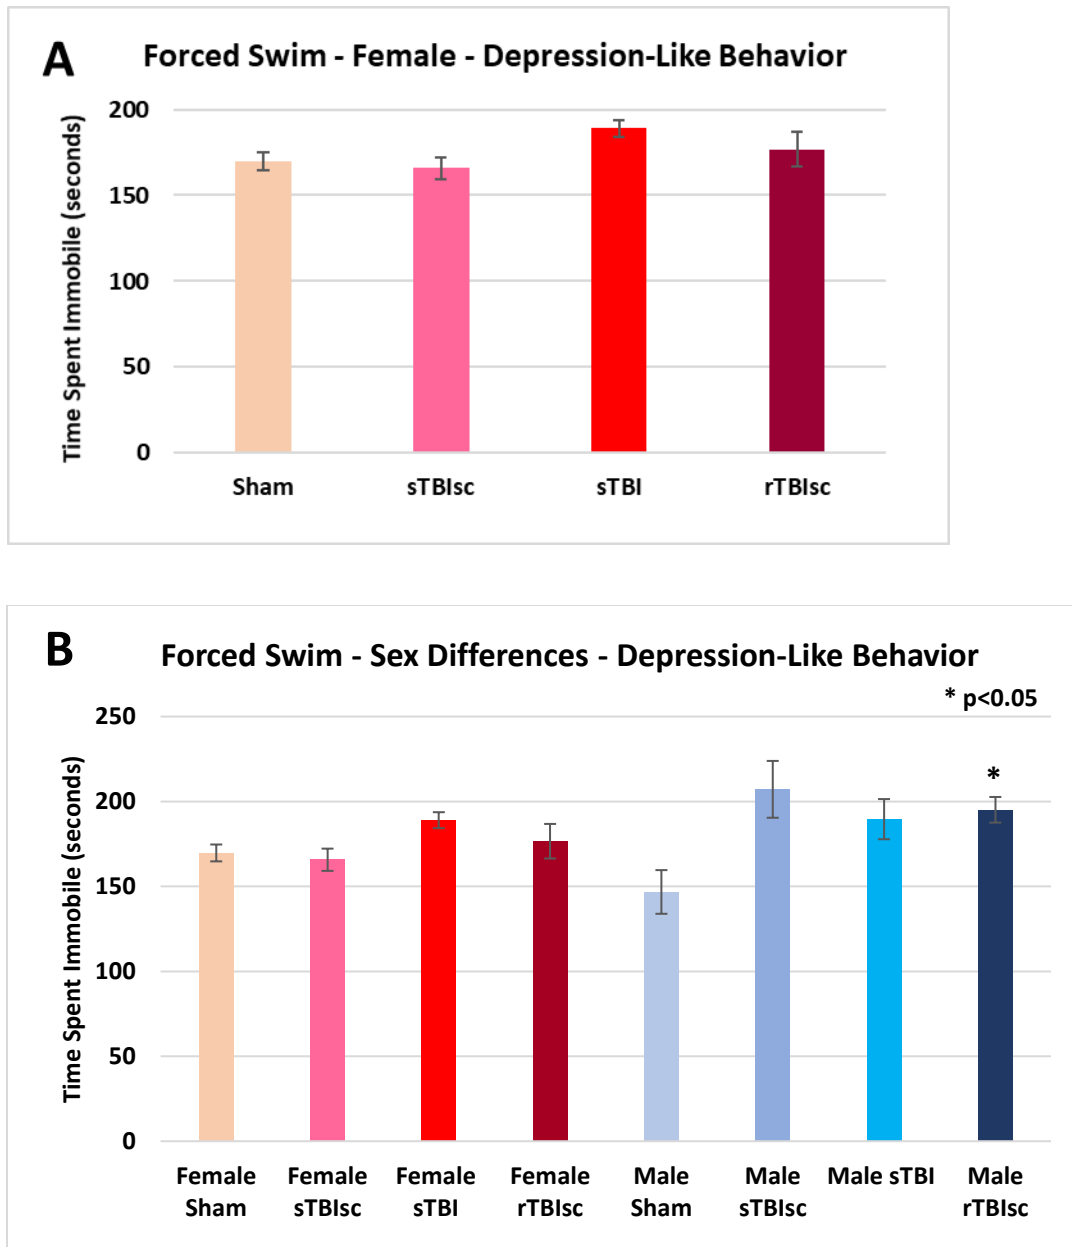 A
Forced Swim - Female - Depression-Like Behavior
Time Spent Immobile (seconds)
200
150
100
50
0
Sham
sTBIsc
sTBI
rTBIsc
B
Forced Swim - Sex Differences - Depression-Like Behavior
* p<0.05
Time Spent Immobile (seconds)
250
200
150
100
50
0
*
Female
Sham
Female
sTBIsc
Female
sTBI
Female
rTBIsc
Male
Sham
Male
sTBIsc
Male sTBI
Male
rTBIsc